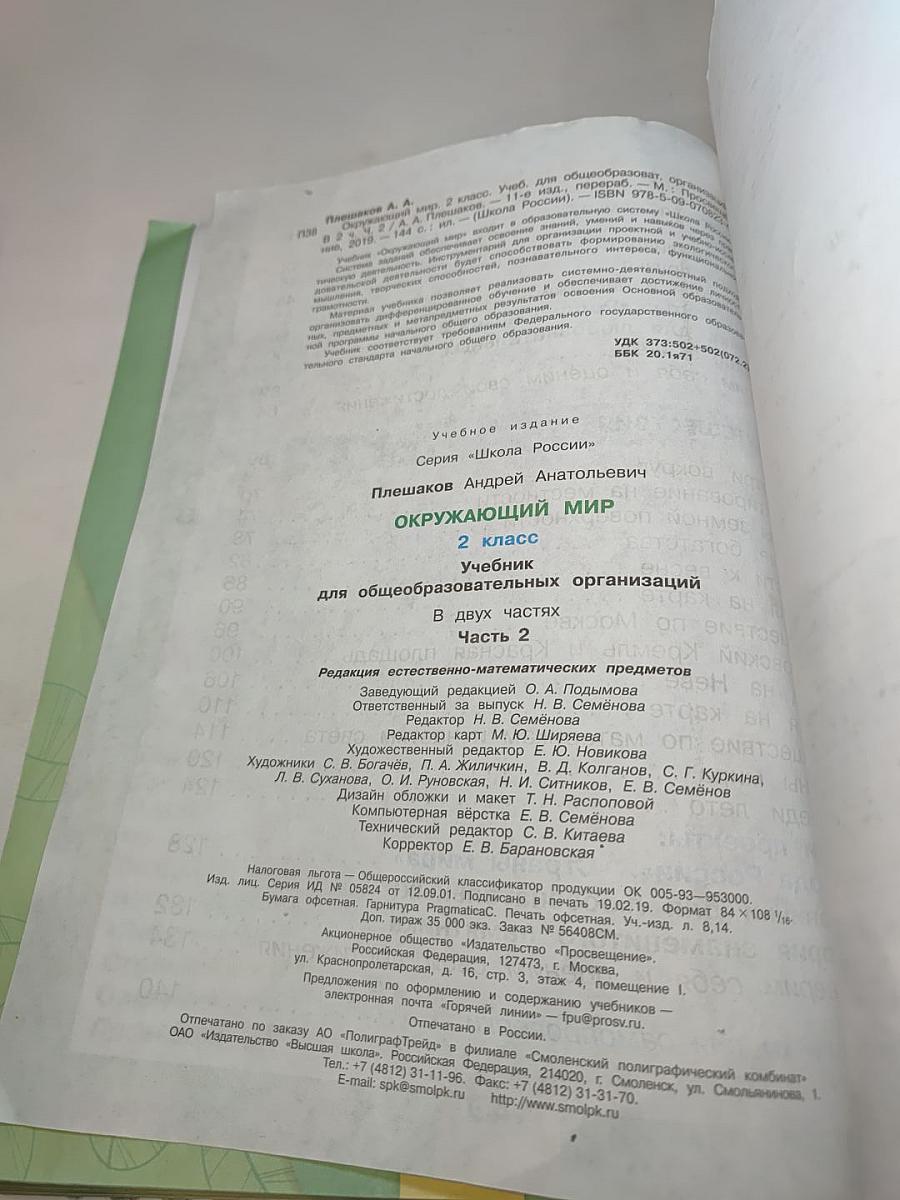 Плешаков А. А.
П38 Окружающий мир. 2 класс. Учеб. для общеобразоват. организаций.
В 2 ч. Ч. 2 / А. А. Плешаков. — 11-е изд., перераб. — М. : Просвеще-
ние, 2019. — 144 с. : ил. — (Школа России). — ISBN 978-5-09-
Учебник «Окружающий мир» входит в образовательную систему «Школа России».
Система заданий обеспечивает освоение знаний, умений и навыков через
тическую деятельность. Инструментарий для организации проектной и
довательской деятельности будет способствовать формированию экологического
мышления, творческих способностей, познавательного интереса, функциональной
грамотности.
Материал учебника позволяет реализовать системно-деятельностный подход,
организовать дифференцированное обучение и обеспечивает достижение
ных, предметных и метапредметных результатов освоения Основной
ной программы начального общего образования.
Учебник соответствует требованиям Федерального государственного образова-
тельного стандарта начального общего образования.
УДК 373:502+502(072.2)
ББК 20.1я71
Учебное издание
Серия «Школа России»
Плешаков Андрей Анатольевич
ОКРУЖАЮЩИЙ МИР
2 класс
Учебник
для общеобразовательных организаций
В двух частях
Часть 2
Редакция естественно-математических предметов
Заведующий редакцией О. А. Подымова
Ответственный за выпуск Н. В. Семёнова
Редактор Н. В. Семёнова
Редактор карт М. Ю. Ширяева
Художественный редактор Е. Ю. Новикова
Художники С. В. Богачёв, П. А. Жиличкин, В. Д. Колганов, С. Г. Куркина,
Л. В. Суханова, О. И. Руновская, Н. И. Ситников, Е. В. Семёнов
Дизайн обложки и макет Т. Н. Распоповой
Компьютерная вёрстка Е. В. Семёнова
Технический редактор С. В. Китаева
Корректор Е. В. Барановская
Налоговая льгота — Общероссийский классификатор продукции ОК 005-93—953000.
Изд. лиц. Серия ИД № 05824 от 12.09.01. Подписано в печать 19.02.19. Формат 84 × 108 1/16.
Бумага офсетная. Гарнитура PragmaticaC. Печать офсетная. Уч.-изд. л. 8,14.
Доп. тираж 35 000 экз. Заказ № 56408СМ.
Акционерное общество «Издательство «Просвещение».
Российская Федерация, 127473, г. Москва,
ул. Краснопролетарская, д. 16, стр. 3, этаж 4, помещение I.
Предложения по оформлению и содержанию учебников —
электронная почта «Горячей линии» — fpu@prosv.ru.
Отпечатано в России.
Отпечатано по заказу АО «ПолиграфТрейд» в филиале «Смоленский полиграфический комбинат»
ОАО «Издательство «Высшая школа». Российская Федерация, 214020, г. Смоленск, ул. Смольянинова, 1.
Тел.: +7 (4812) 31-11-96. Факс: +7 (4812) 31-31-70.
E-mail: spk@smolpk.ru http://www.smolpk.ru